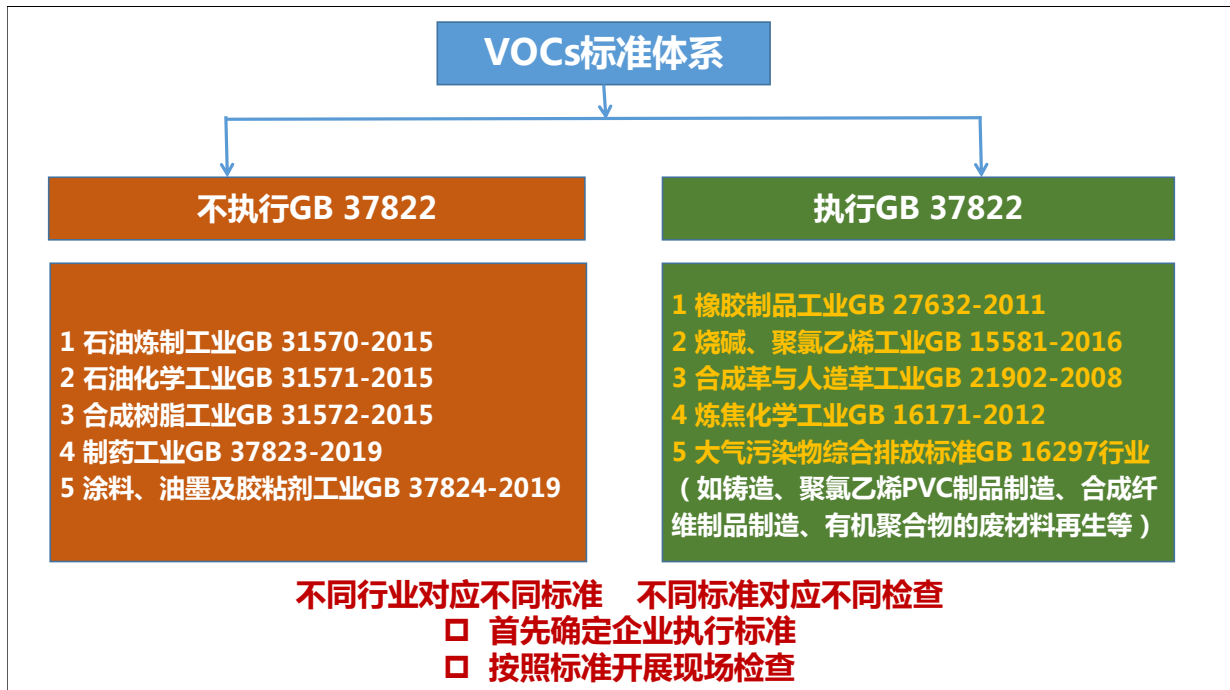 VOCs标准体系
不执行GB 37822
1 石油炼制工业GB 31570-2015
2 石油化学工业GB 31571-2015
3 合成树脂工业GB 31572-2015
4 制药工业GB 37823-2019
5 涂料、油墨及胶粘剂工业GB 37824-2019
执行GB 37822
1 橡胶制品工业GB 27632-2011
2 烧碱、聚氯乙烯工业GB 15581-2016
3 合成革与人造革工业GB 21902-2008
4 炼焦化学工业GB 16171-2012
5 大气污染物综合排放标准GB 16297行业
（如铸造、聚氯乙烯PVC制品制造、合成纤
维制品制造、有机聚合物的废材料再生等）
不同行业对应不同标准 不同标准对应不同检查
首先确定企业执行标准
按照标准开展现场检查